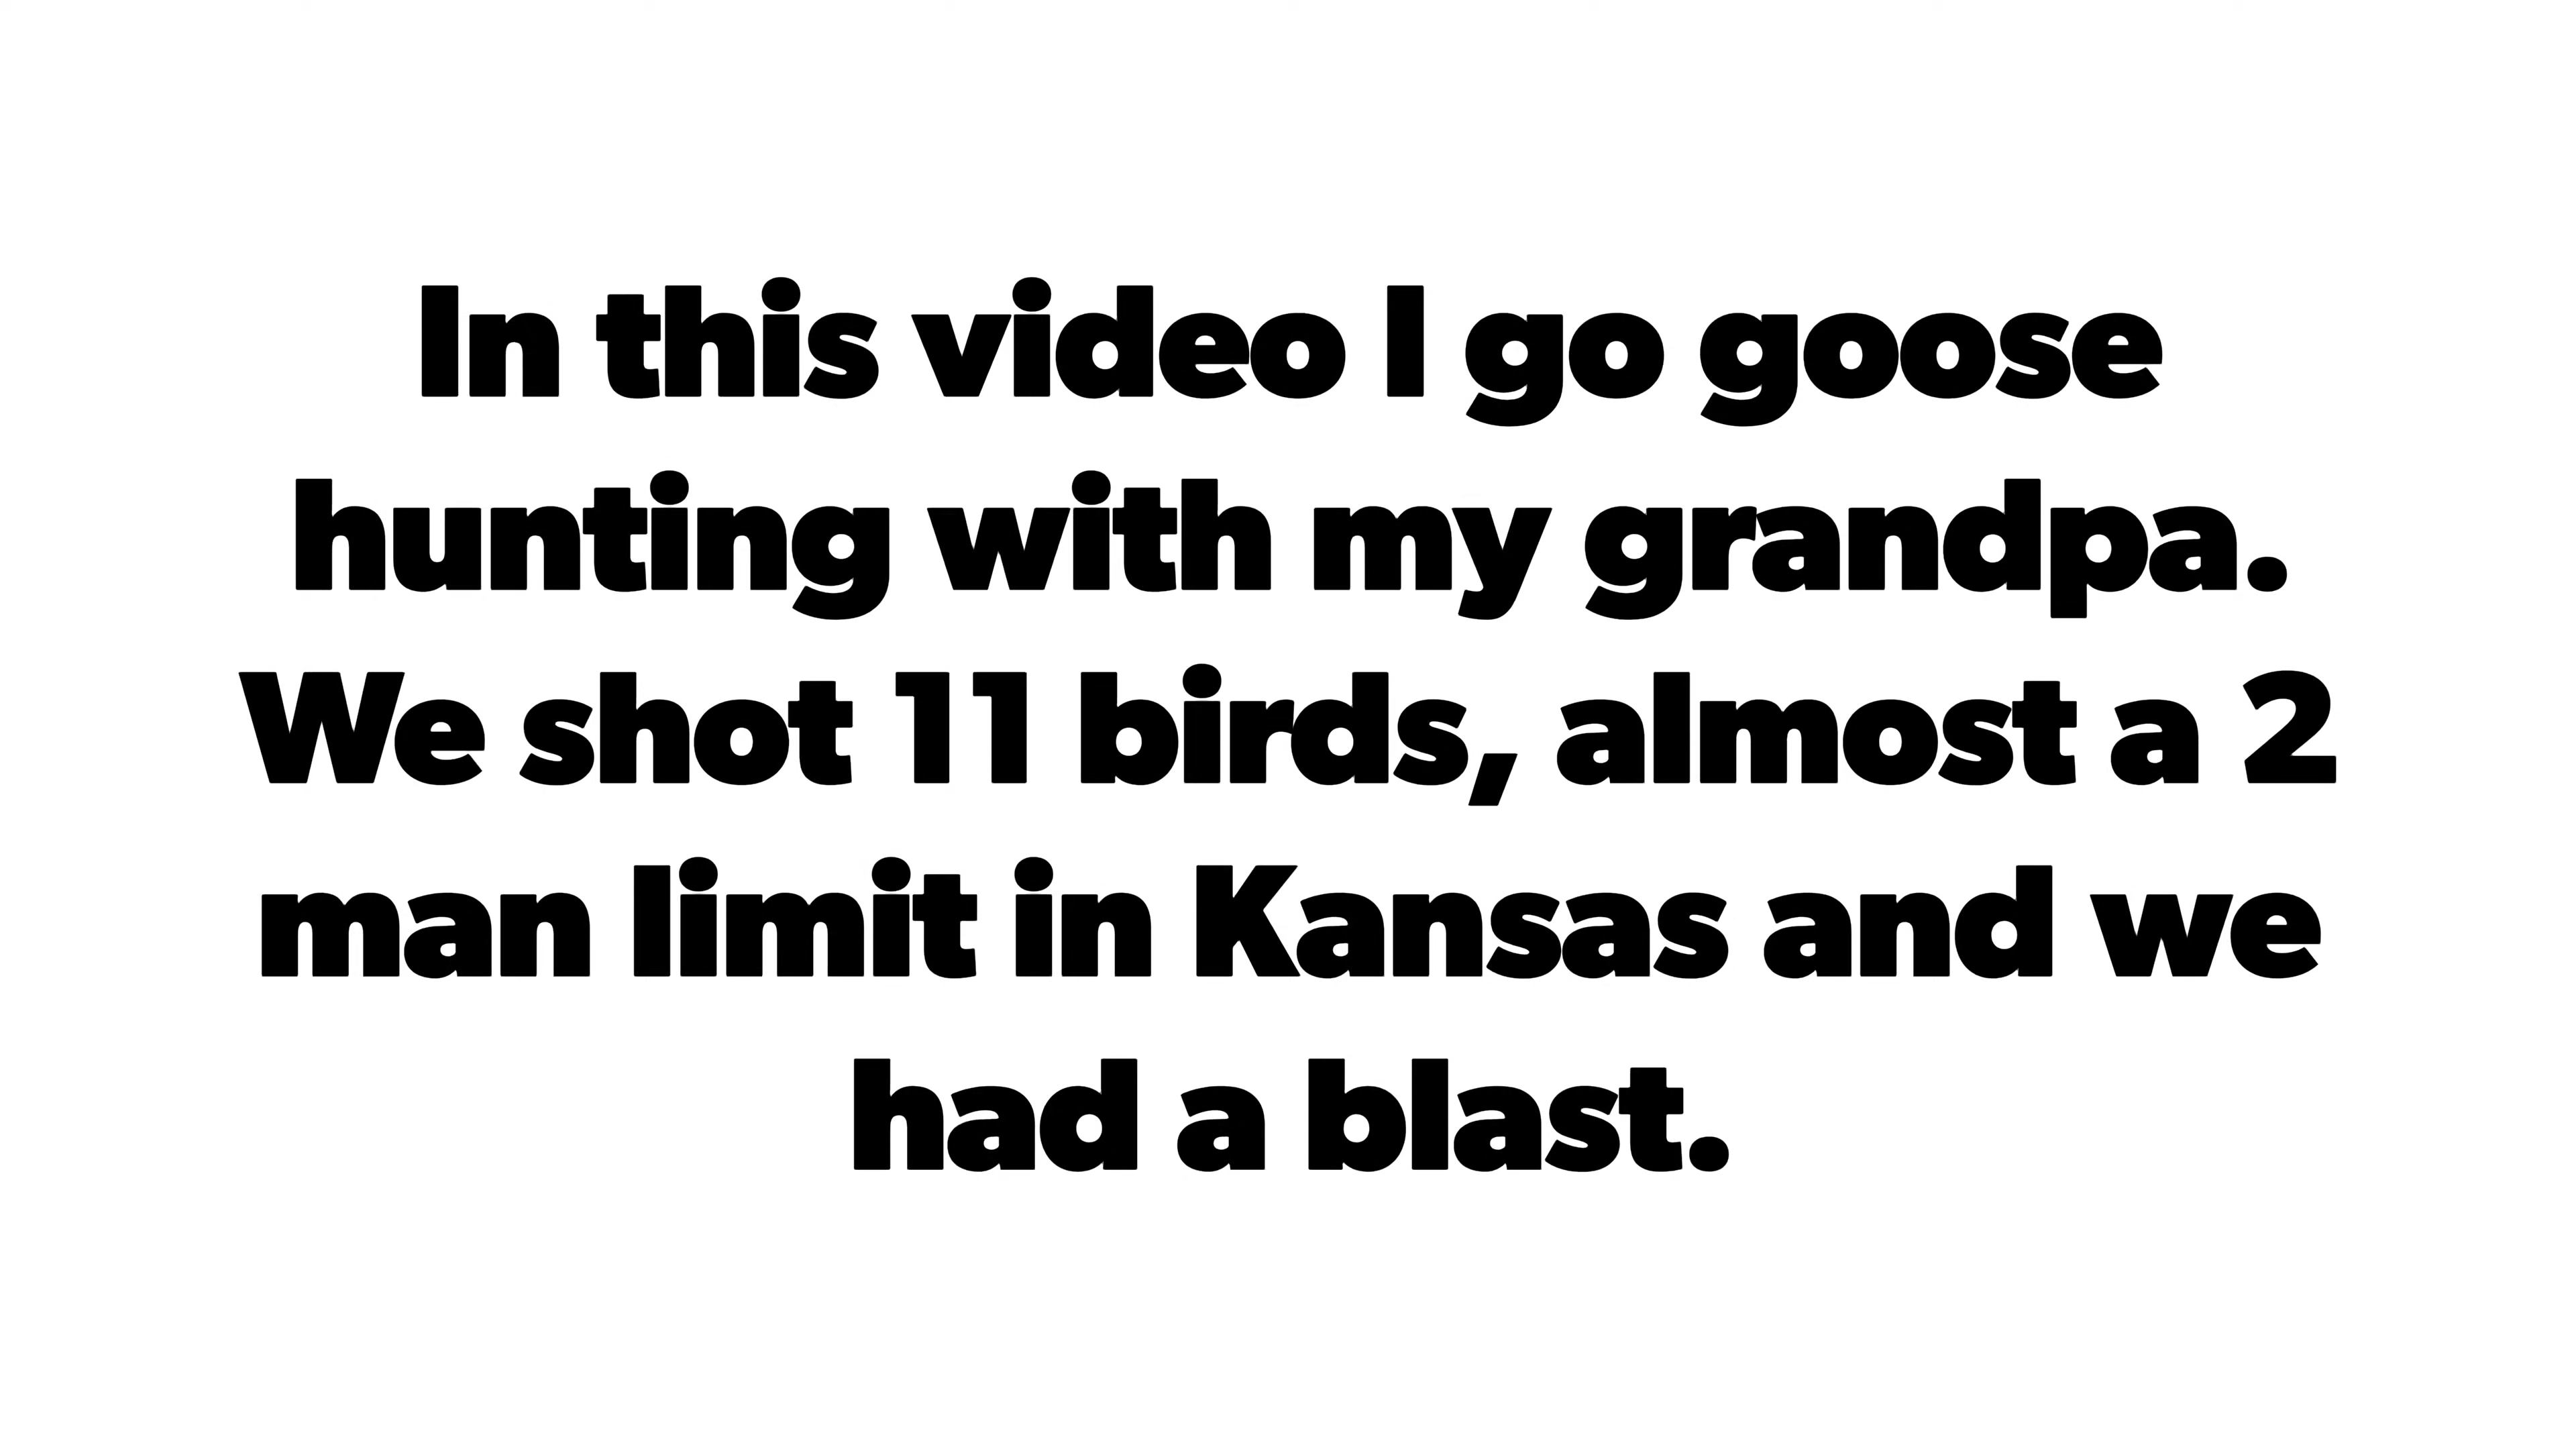 In this video I go goose
hunting with my grandpa.
We shot 11 birds, almost a 2
man limit in Kansas and we
had a blast.